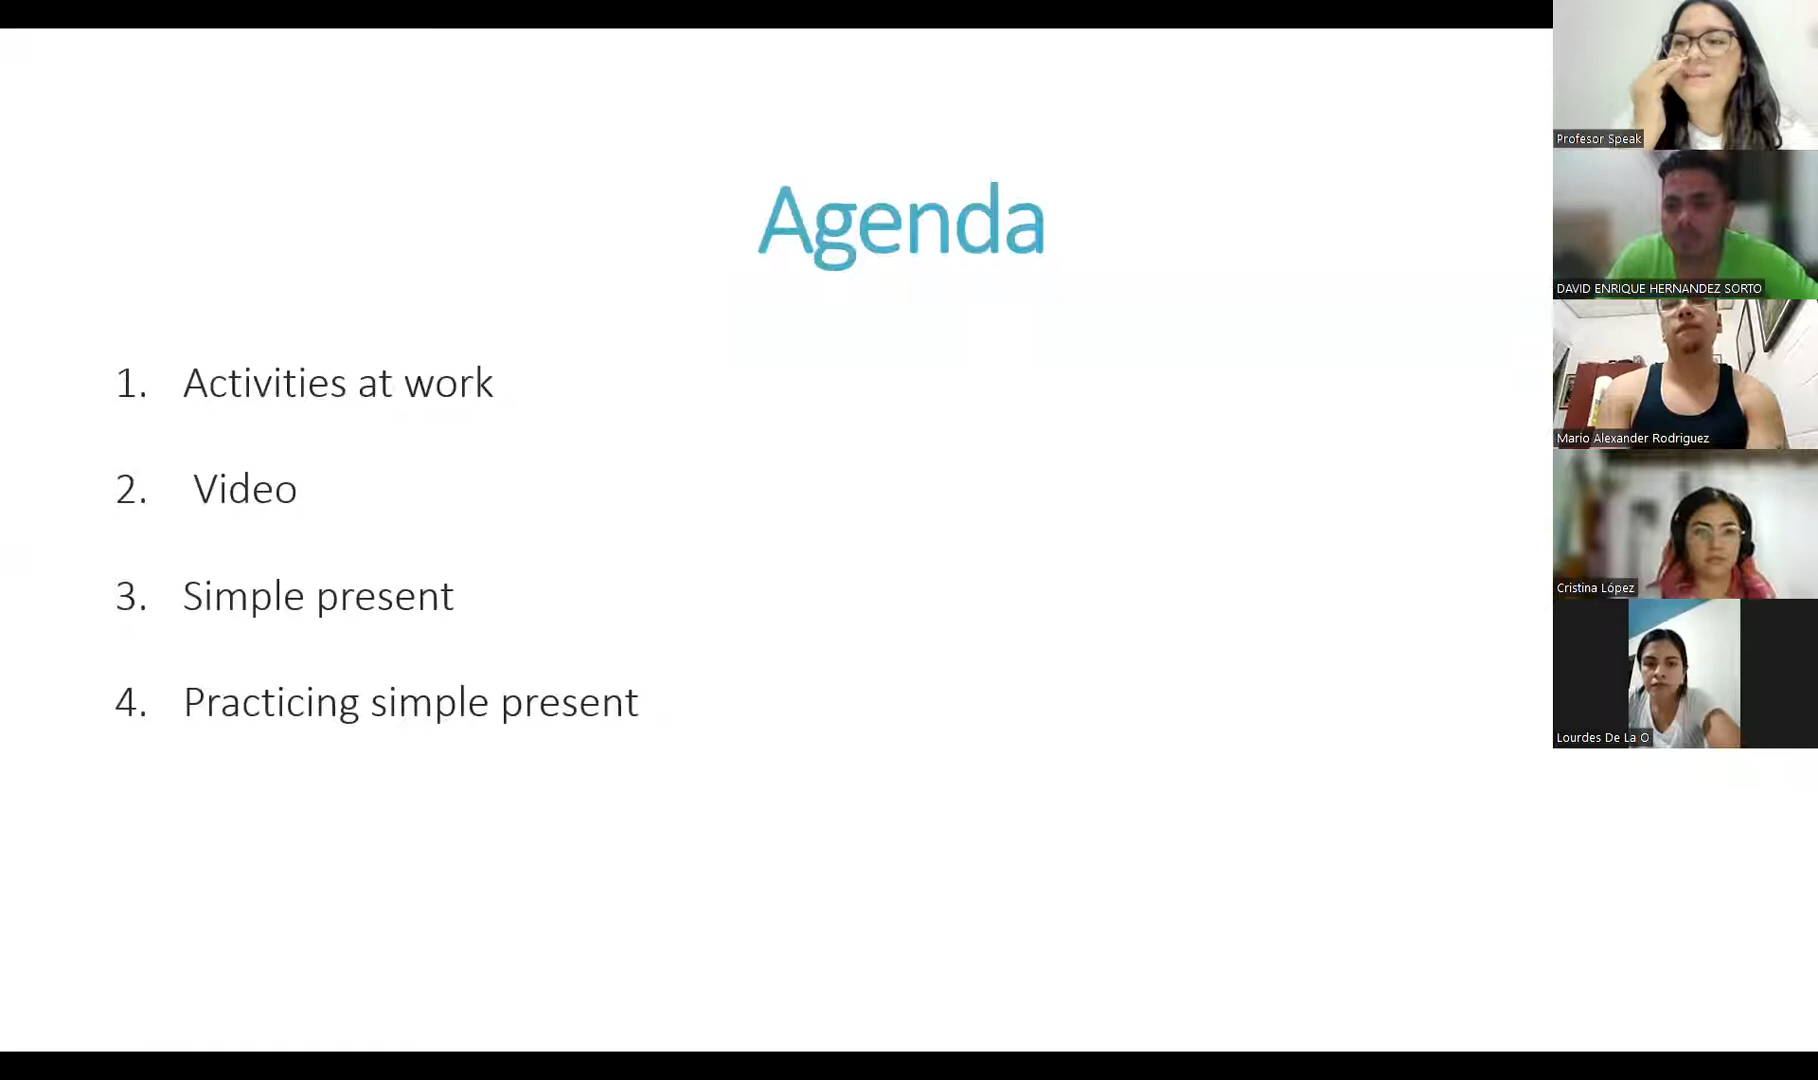 Agenda
1. Activities at work
2. Video
3. Simple present
4. Practicing simple present
Profesor Speak
DAVID ENRIQUE HERNANDEZ SORTO
Mario Alexander Rodriguez
Cristina López
Lourdes De La O